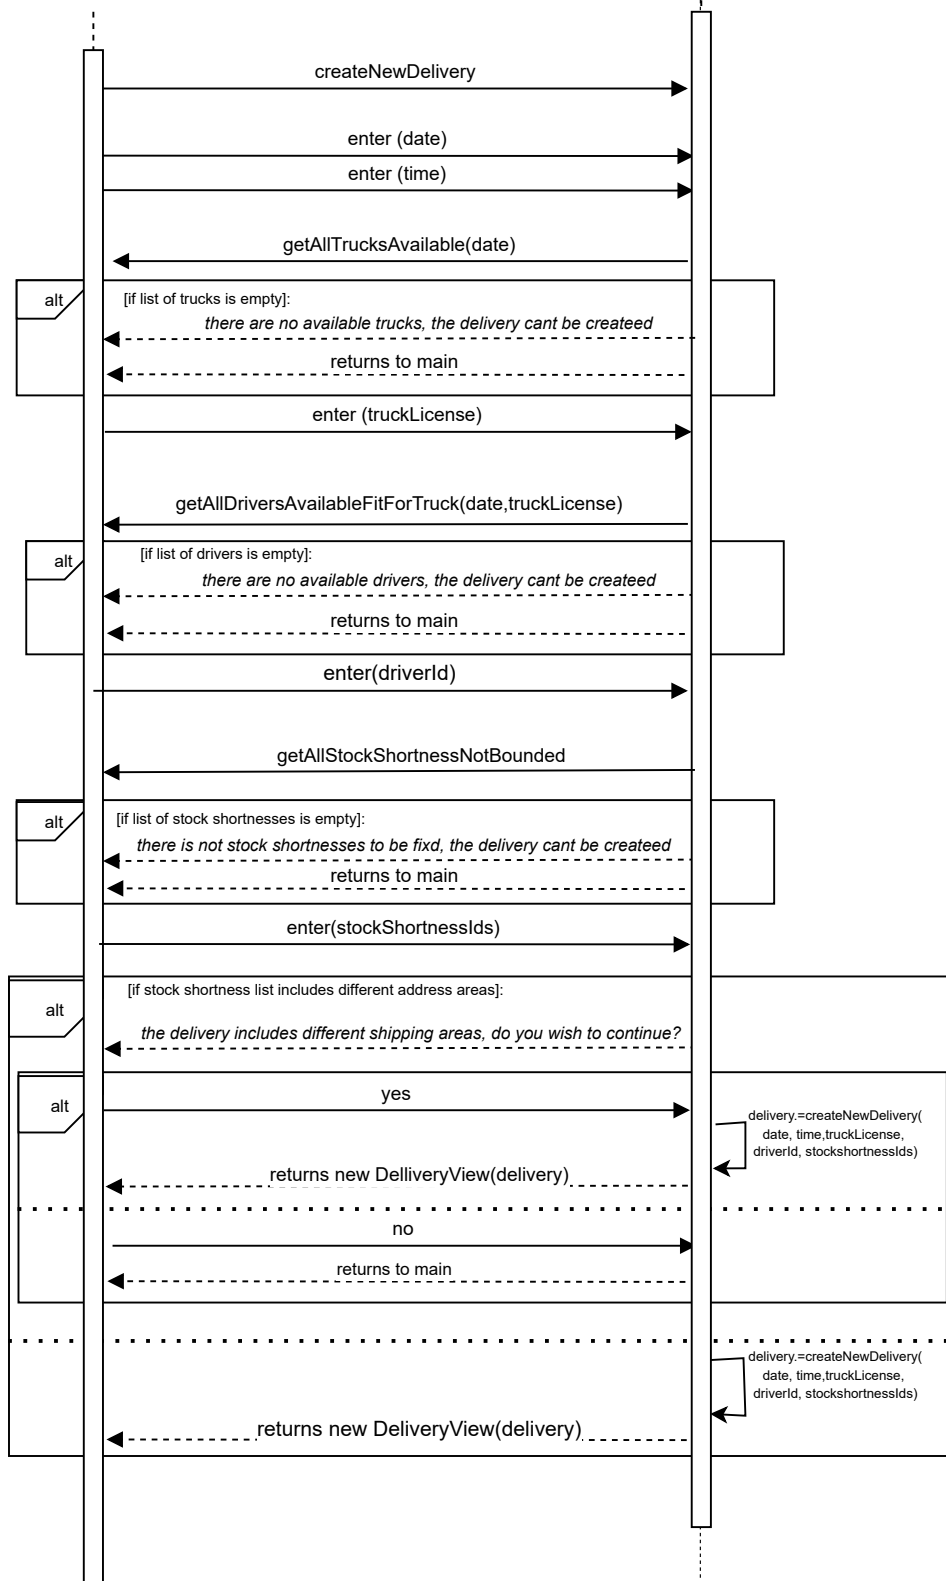 createNewDelivery
enter (date)
enter (time)
getAllTrucksAvailable(date)
alt
[if list of trucks is empty]:
there are no available trucks, the delivery cant be createed
returns to main
enter (truckLicense)
getAllDriversAvailableFitForTruck(date,truckLicense)
alt
[if list of drivers is empty]:
there are no available drivers, the delivery cant be createed
returns to main
enter(driverId)
getAllStockShortnessNotBounded
alt
[if list of stock shortnesses is empty]:
there is not stock shortnesses to be fixd, the delivery cant be createed
returns to main
enter(stockShortnessIds)
alt
[if stock shortness list includes different address areas]:
the delivery includes different shipping areas, do you wish to continue?
alt
yes
delivery.=createNewDelivery(
date, time,truckLicense,
driverId, stockshortnessIds)
returns new DelliveryView(delivery)
no
returns to main
delivery.=createNewDelivery(
date, time,truckLicense,
driverId, stockshortnessIds)
returns new DeliveryView(delivery)